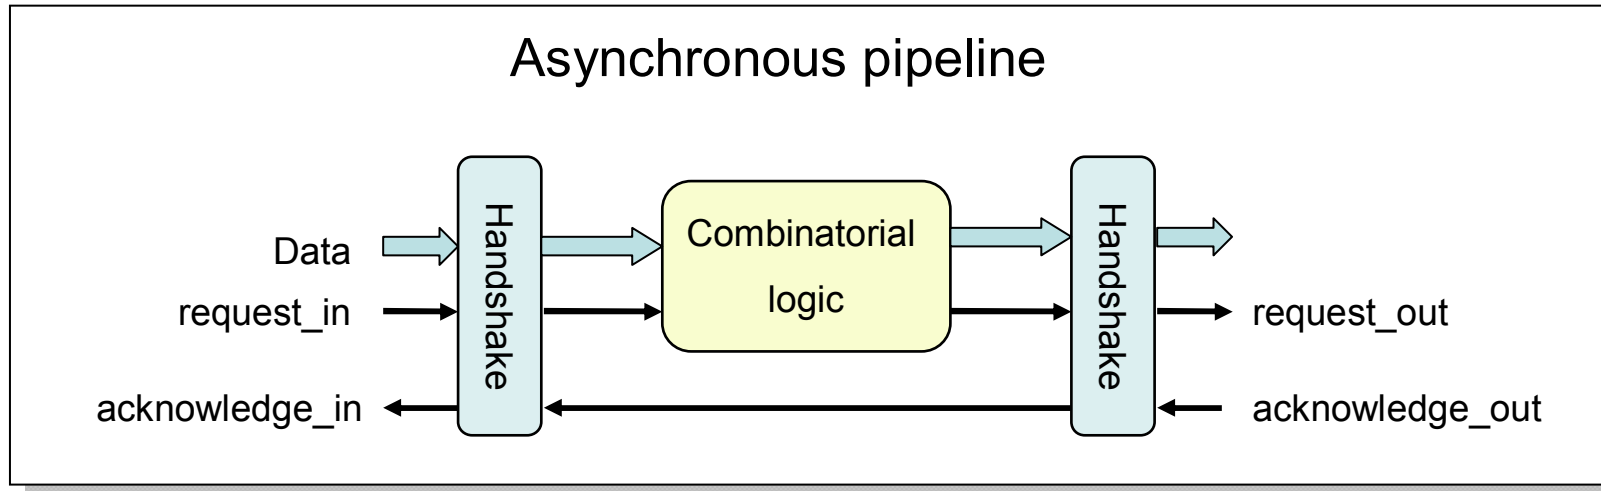 Asynchronous pipeline
Data
request_in
acknowledge_in
Handshake
Combinatorial
logic
Handshake
request_out
acknowledge_out